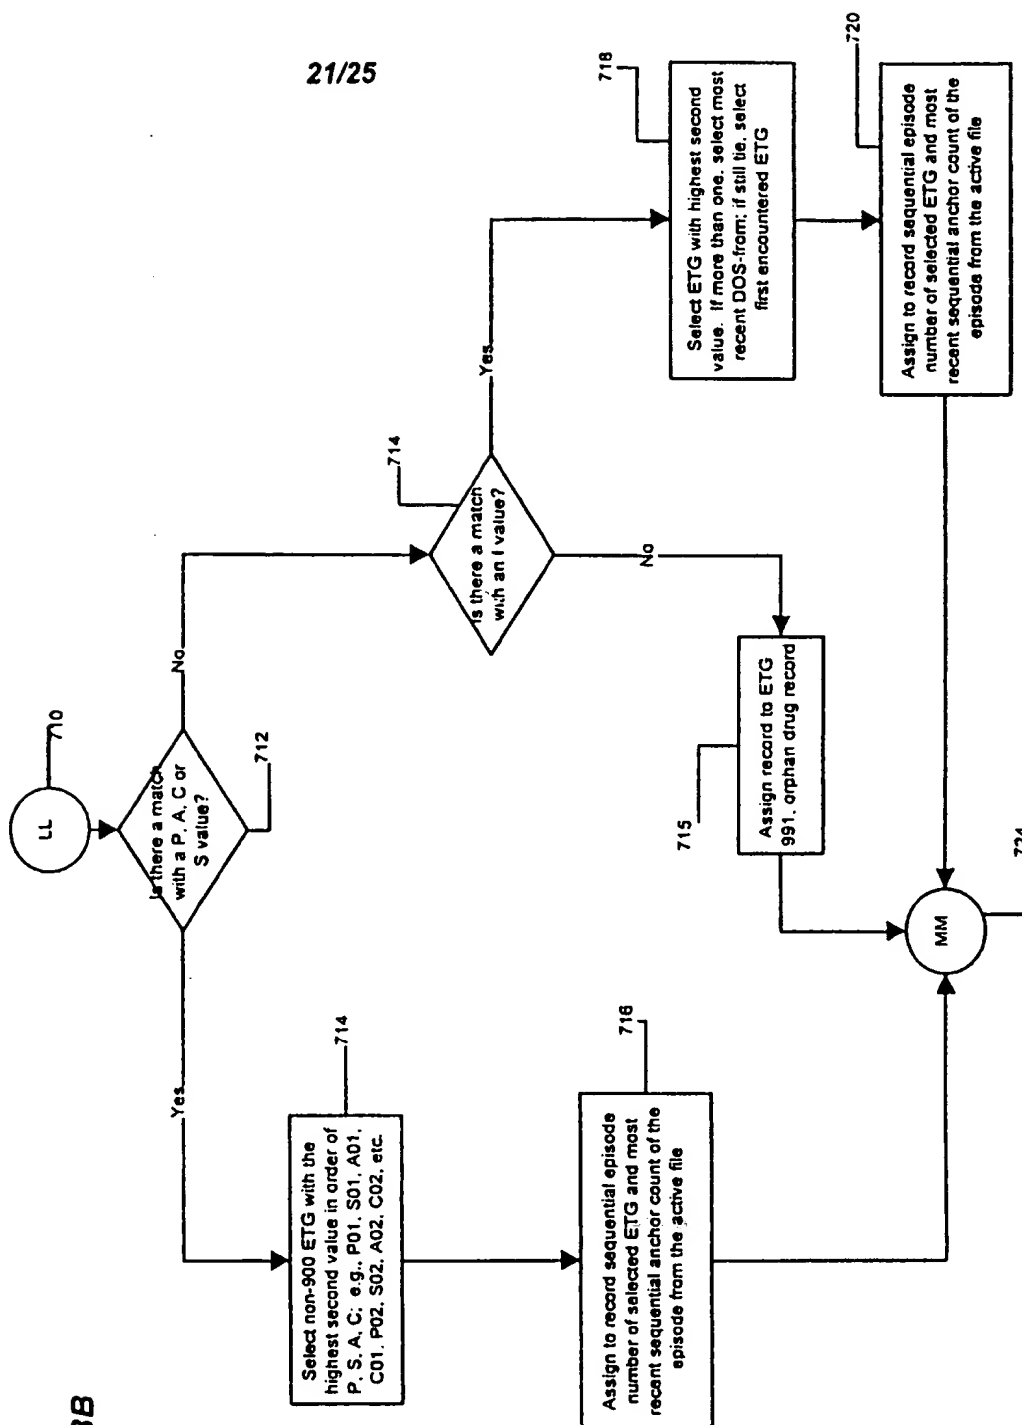 21/25
LL
710
Is there a match
with a P, A, C or
S value?
712
Yes
No
Select non-900 ETG with the
highest second value in order of
P, S, A, C; e.g., P01, S01, A01,
C01, P02, S02, A02, C02, etc.
714
Is there a match
with an I value?
714
Yes
No
Assign to record sequential episode
number of selected ETG and most
recent sequential anchor count of the
episode from the active file
716
Assign record to ETG
991, orphan drug record
715
Select ETG with highest second
value. If more than one, select most
recent DOS-from; if still tie, select
first encountered ETG
718
Assign to record sequential episode
number of selected ETG and most
recent sequential anchor count of the
episode from the active file
720
MM
724